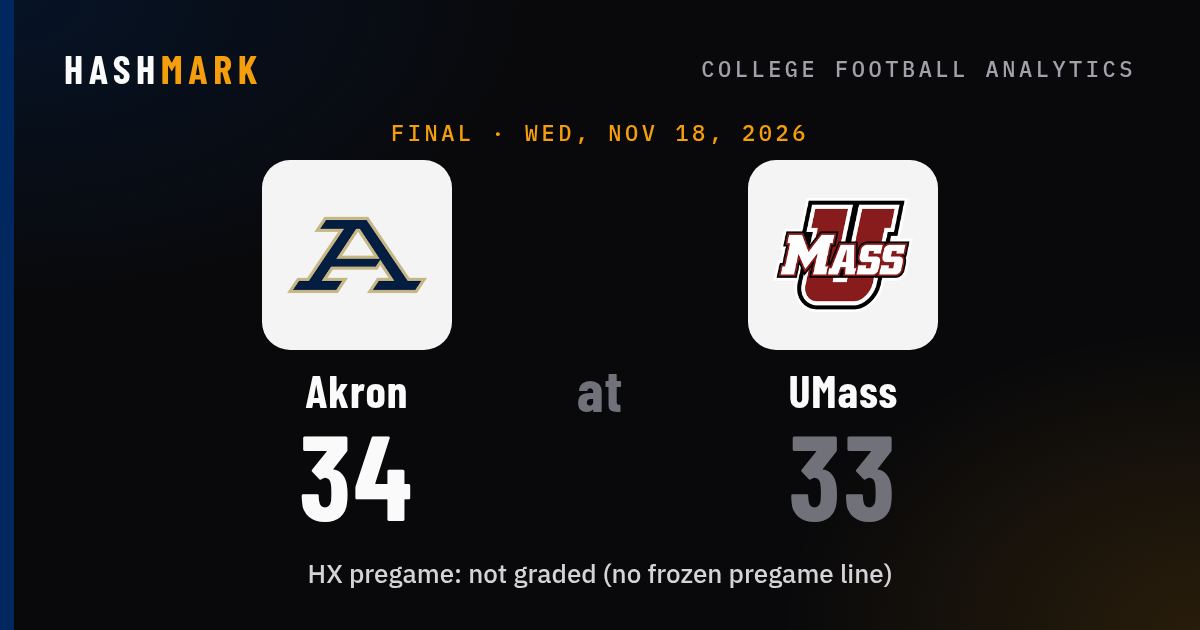 HASHMARK
COLLEGE FOOTBALL ANALYTICS
FINAL · WED, NOV 18, 2026
A
U
MASS
Akron
at
UMass
34
33
HX pregame: not graded (no frozen pregame line)